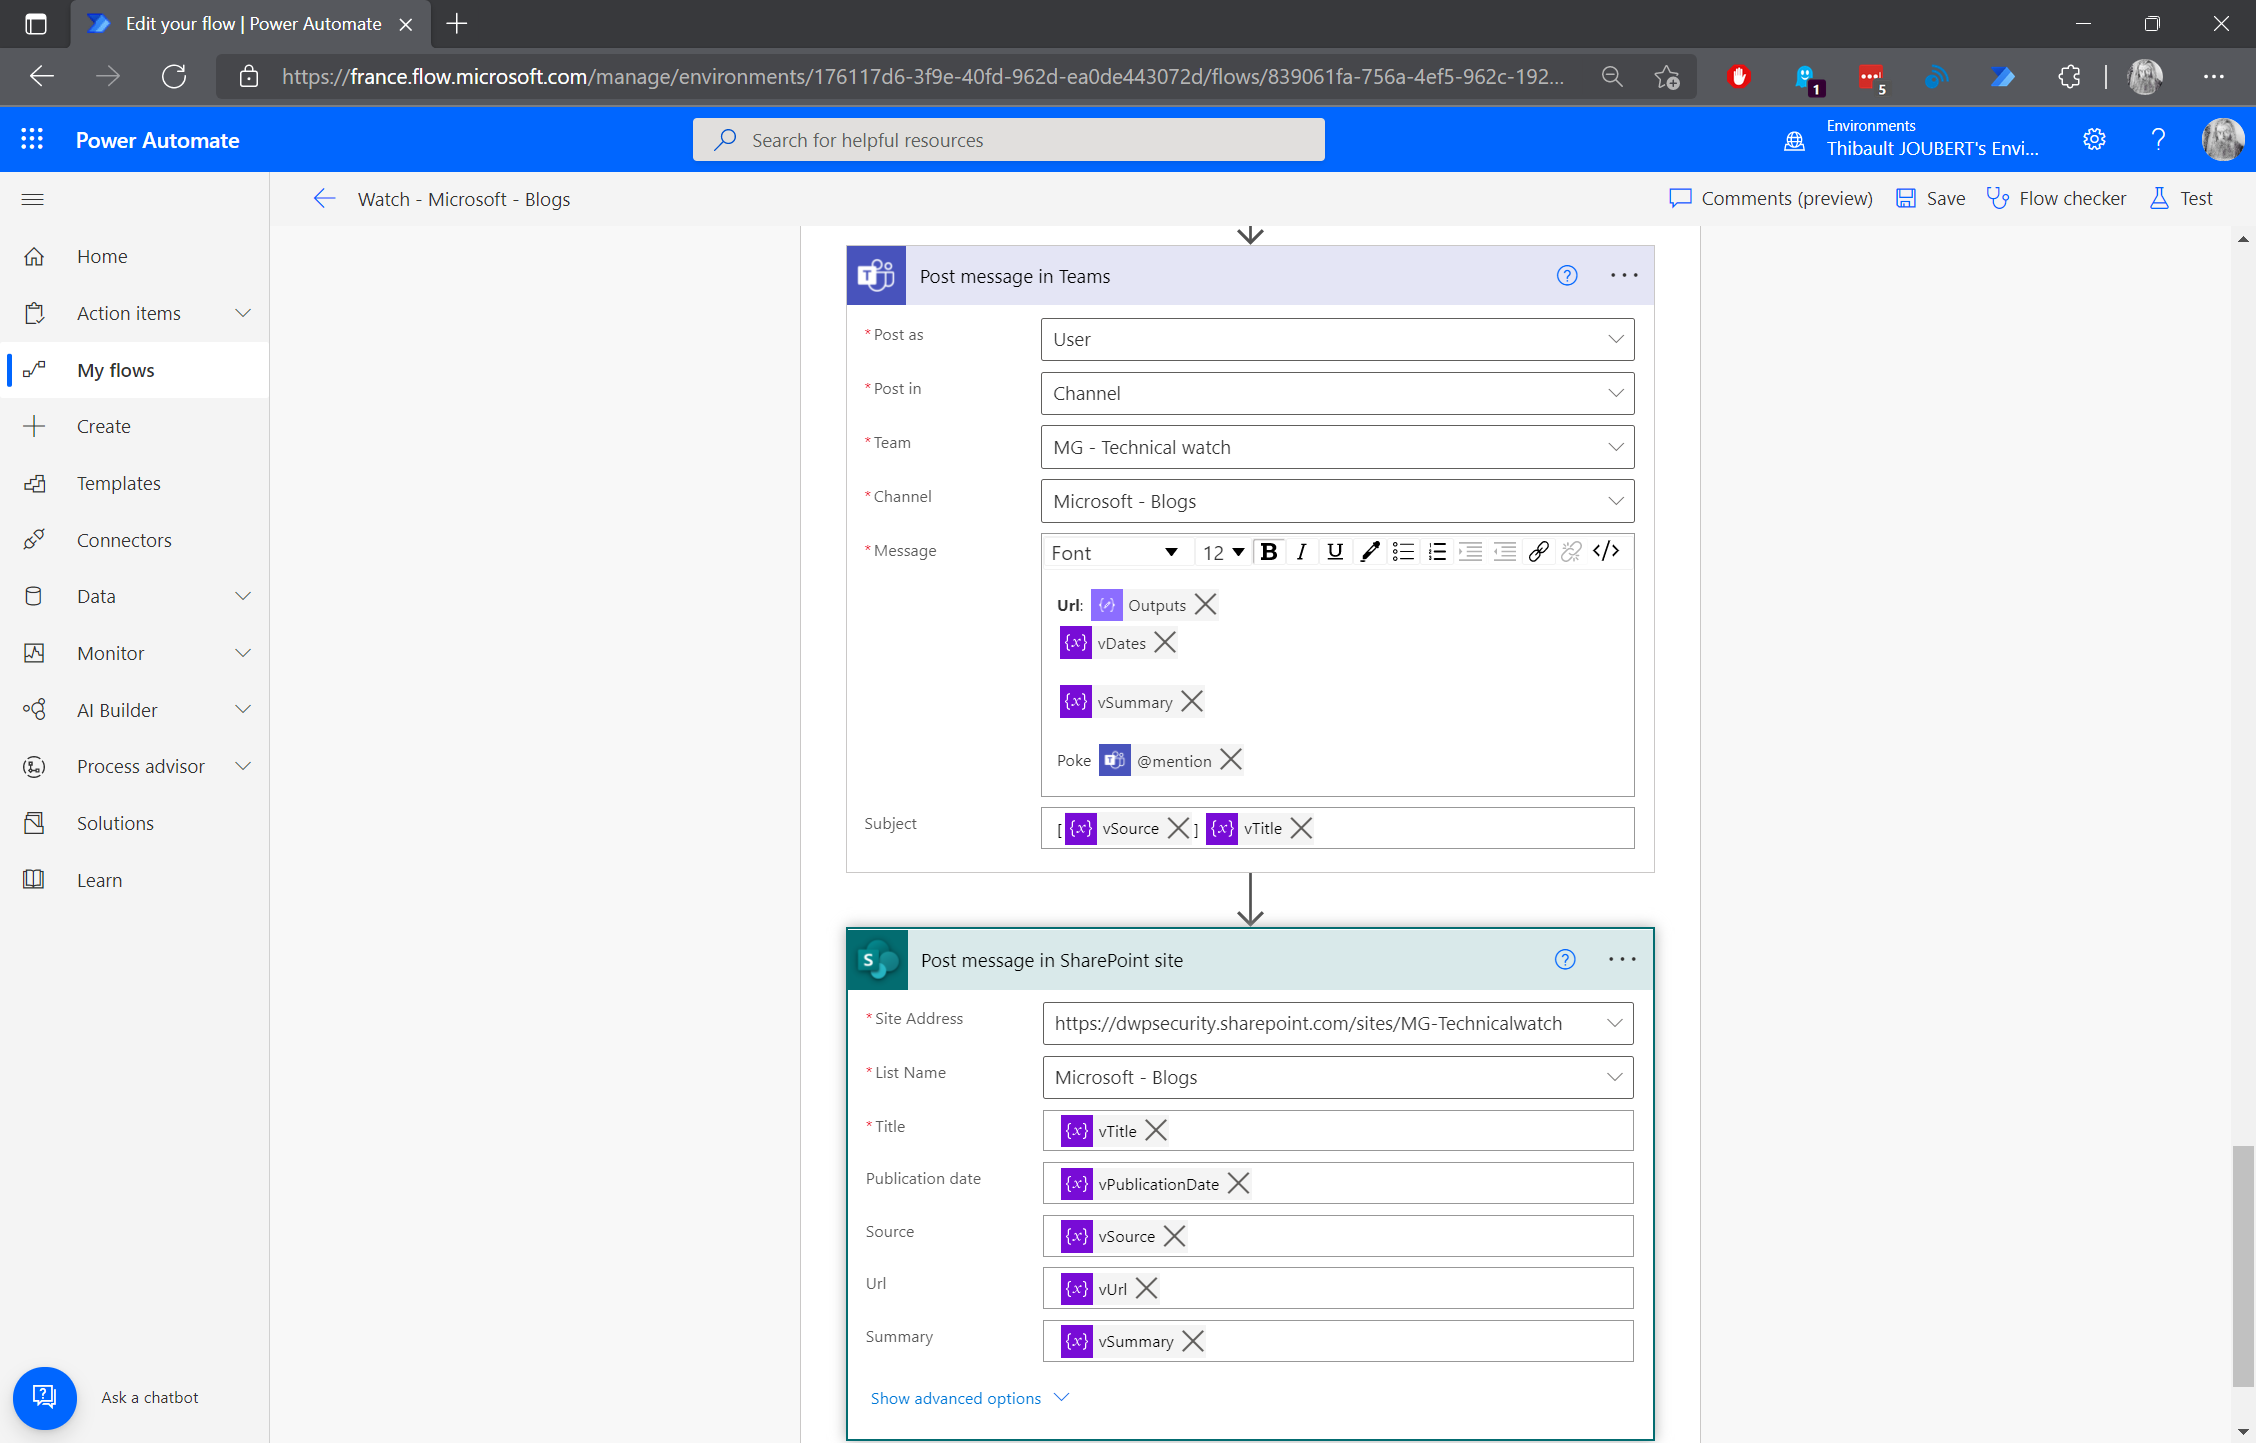 Edit your flow | Power Automate
https://france.flow.microsoft.com/manage/environments/176117d6-3f9e-40fd-962d-ea0de443072d/flows/839061fa-756a-4ef5-962c-192...
1
5
Power Automate
Search for helpful resources
Environments
Thibault JOUBERT's Envi...
Watch - Microsoft - Blogs
Comments (preview)
Save
Flow checker
Test
Home
Action items
My flows
Create
Templates
Connectors
Data
Monitor
AI Builder
Process advisor
Solutions
Learn
Ask a chatbot
Post message in Teams
* Post as
User
* Post in
Channel
* Team
MG - Technical watch
* Channel
Microsoft - Blogs
* Message
Font 12 B I U </>
Url: Outputs
{x} vDates
{x} vSummary
Poke @mention
Subject
[ {x} vSource ] {x} vTitle
Post message in SharePoint site
* Site Address
https://dwpsecurity.sharepoint.com/sites/MG-Technicalwatch
* List Name
Microsoft - Blogs
* Title
{x} vTitle
Publication date
{x} vPublicationDate
Source
{x} vSource
Url
{x} vUrl
Summary
{x} vSummary
Show advanced options